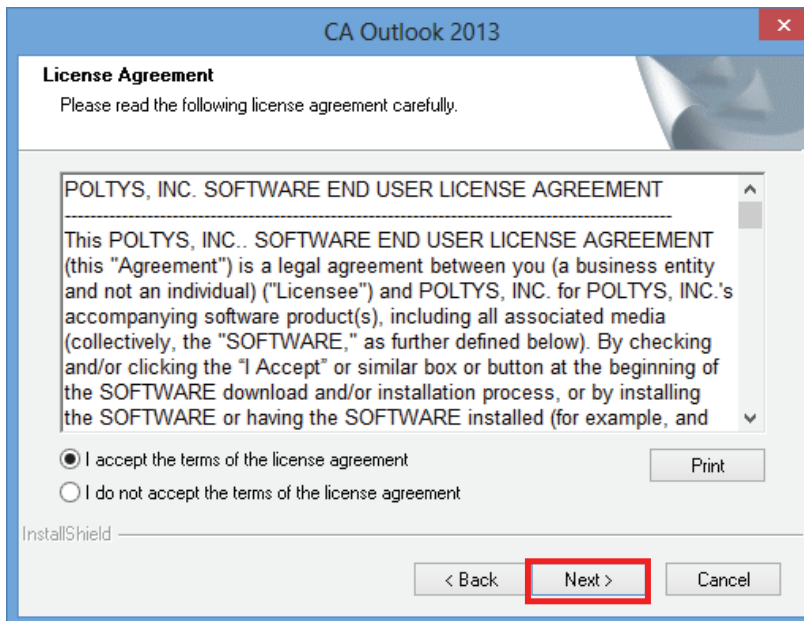 CA Outlook 2013
License Agreement
Please read the following license agreement carefully.
POLTYS, INC. SOFTWARE END USER LICENSE AGREEMENT
--------------------------------------------------------------------------------------------------
This POLTYS, INC.. SOFTWARE END USER LICENSE AGREEMENT
(this "Agreement") is a legal agreement between you (a business entity
and not an individual) ("Licensee") and POLTYS, INC. for POLTYS, INC.'s
accompanying software product(s), including all associated media
(collectively, the "SOFTWARE," as further defined below). By checking
and/or clicking the “I Accept” or similar box or button at the beginning of
the SOFTWARE download and/or installation process, or by installing
the SOFTWARE or having the SOFTWARE installed (for example, and
I accept the terms of the license agreement
Print
I do not accept the terms of the license agreement
InstallShield
< Back Next > Cancel